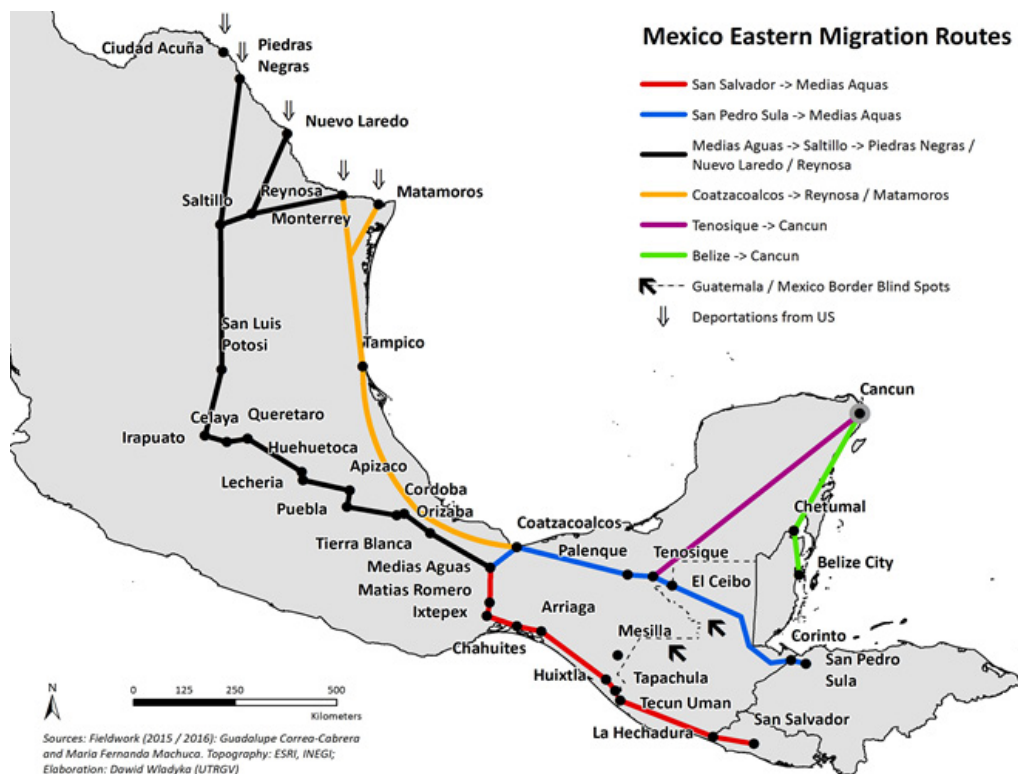 Mexico Eastern Migration Routes
San Salvador -> Medias Aquas
San Pedro Sula -> Medias Aquas
Medias Aguas -> Saltillo -> Piedras Negras /
Nuevo Laredo / Reynosa
Coatzacoalcos -> Reynosa / Matamoros
Tenosique -> Cancun
Belize -> Cancun
Guatemala / Mexico Border Blind Spots
Deportations from US
Ciudad Acuña
Piedras
Negras
Nuevo Laredo
Reynosa
Matamoros
Saltillo
Monterrey
San Luis
Potosi
Tampico
Cancun
Celaya
Queretaro
Irapuato
Huehuetoca
Lecheria
Apizaco
Puebla
Cordoba
Orizaba
Chetumal
Tierra Blanca
Coatzacoalcos
Palenque
Tenosique
Belize City
Medias Aguas
El Ceibo
Matias Romero
Ixtepex
Arriaga
Chahuites
Mesilla
Corinto
San Pedro
Sula
Huixtla
Tapachula
Tecun Uman
La Hechadura
San Salvador
N
0 125 250 500
Kilometers
Sources: Fieldwork (2015 / 2016): Guadalupe Correa-Cabrera
and Maria Fernanda Machuca. Topography: ESRI, INEGI;
Elaboration: Dawid Wladyka (UTRGV)